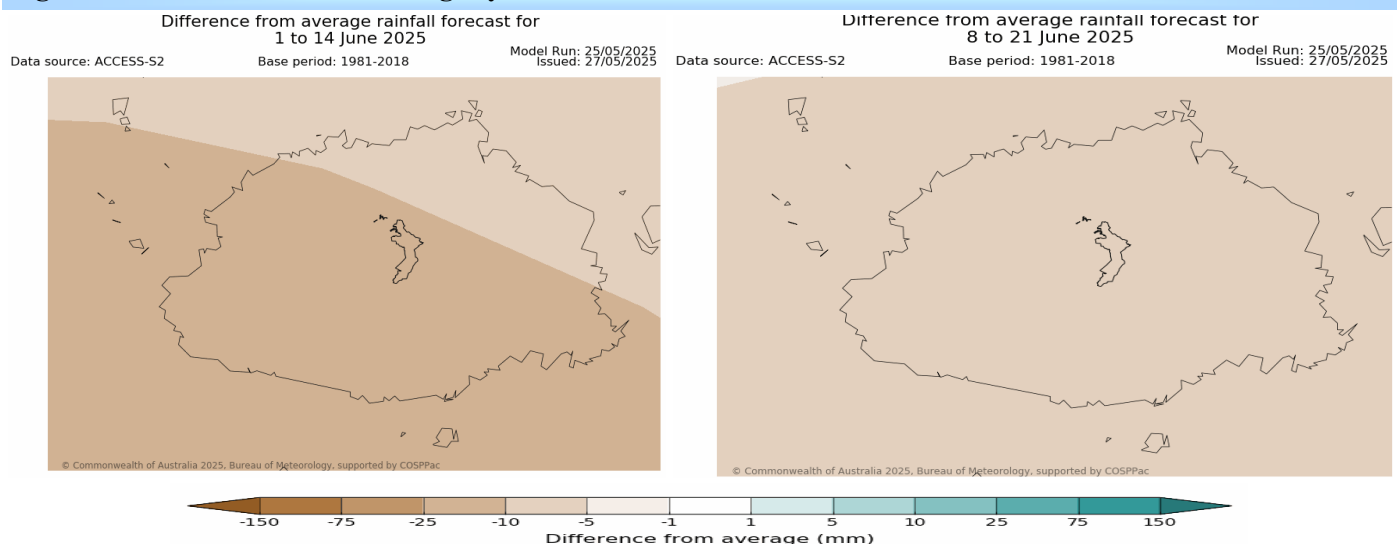 Difference from average rainfall forecast for
1 to 14 June 2025
Model Run: 25/05/2025
Data source: ACCESS-S2 Base period: 1981-2018 Issued: 27/05/2025
© Commonwealth of Australia 2025, Bureau of Meteorology, supported by COSPPac
Difference from average rainfall forecast for
8 to 21 June 2025
Model Run: 25/05/2025
Data source: ACCESS-S2 Base period: 1981-2018 Issued: 27/05/2025
© Commonwealth of Australia 2025, Bureau of Meteorology, supported by COSPPac
-150 -75 -25 -10 -5 -1 1 5 10 25 75 150
Difference from average (mm)